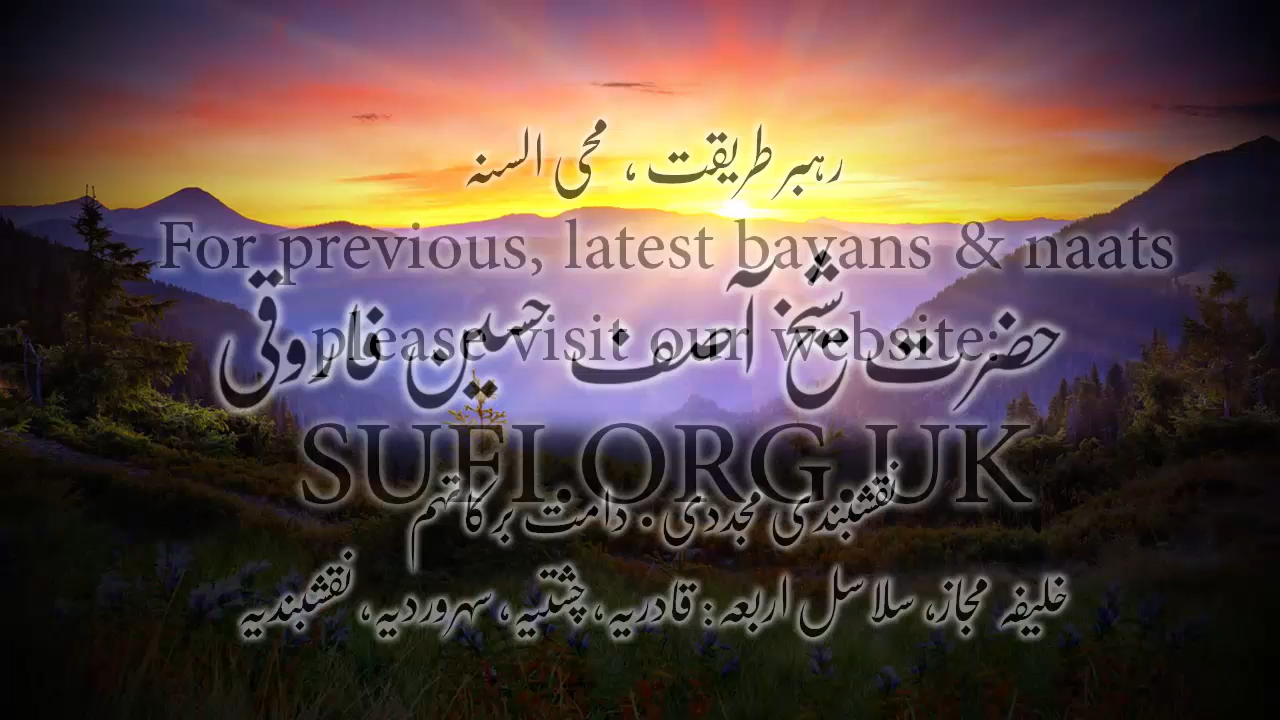 رہبر طریقت، محی السنہ
For previous, latest bayans & naats
حضرت شیخ آصف حسین فاروقی
please visit our website:
SUFI.ORG.UK
نقشبندی مجددی ۔ دامت برکاتہم
خلیفہ مجاز، سلاسل اربعہ: قادریہ، چشتیہ، سہروردیہ، نقشبندیہ